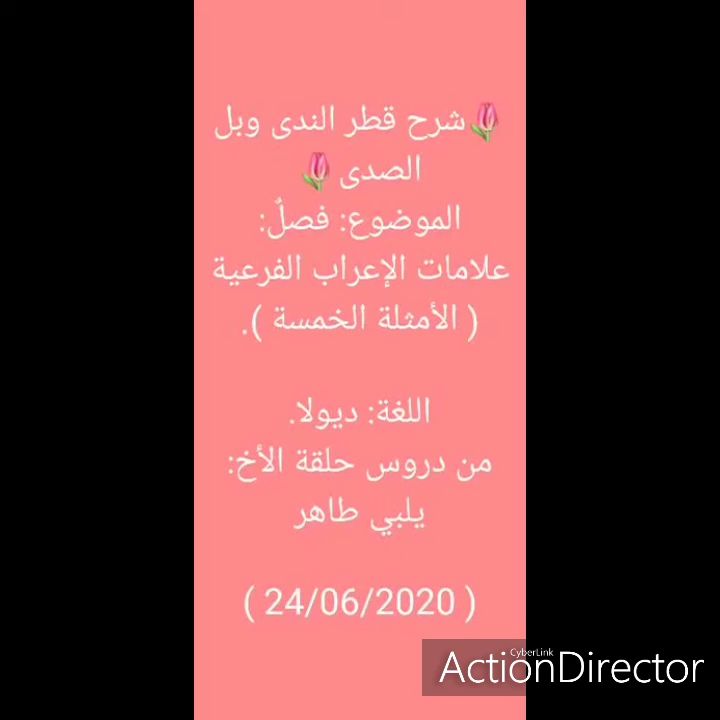 🌷شرح قطر الندى وبل
الصدى🌷
الموضوع: فصلٌ:
علامات الإعراب الفرعية
( الأمثلة الخمسة ).
اللغة: ديولا.
من دروس حلقة الأخ:
يلبي طاهر
( 24/06/2020 )
CyberLink
ActionDirector